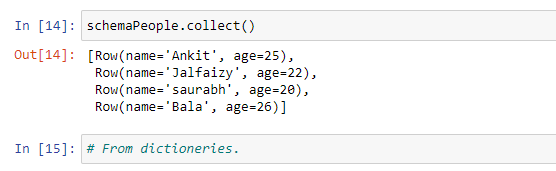 In [14]: schemaPeople.collect()
Out[14]: [Row(name='Ankit', age=25),
Row(name='Jalfaizy', age=22),
Row(name='saurabh', age=20),
Row(name='Bala', age=26)]
In [15]: # From dictioneries.